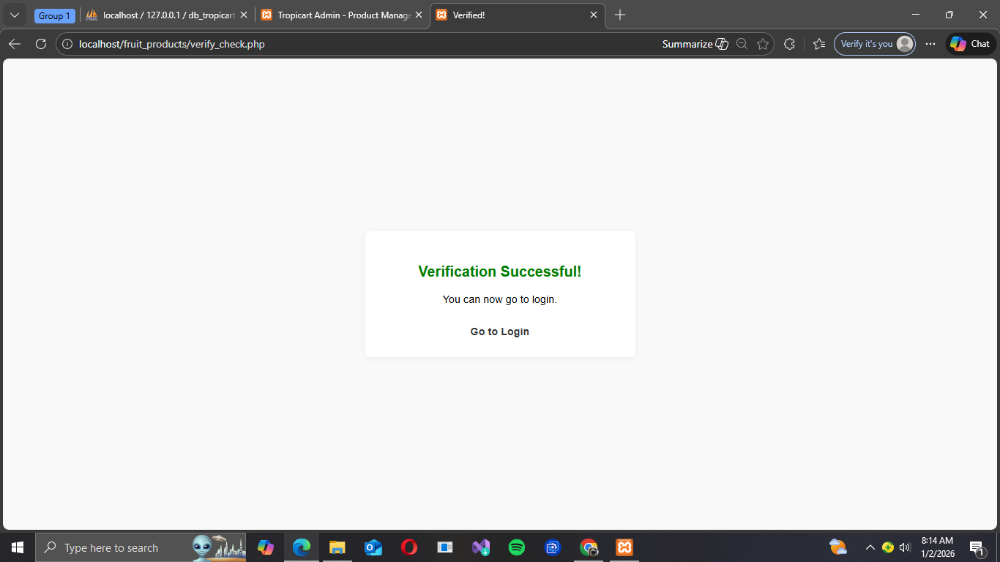 Group 1
localhost / 127.0.0.1 / db_tropicart
Tropicart Admin - Product Manage
Verified!
localhost/fruit_products/verify_check.php
Summarize
Verify it's you
Chat
Verification Successful!
You can now go to login.
Go to Login
Type here to search
8:14 AM
1/2/2026
1